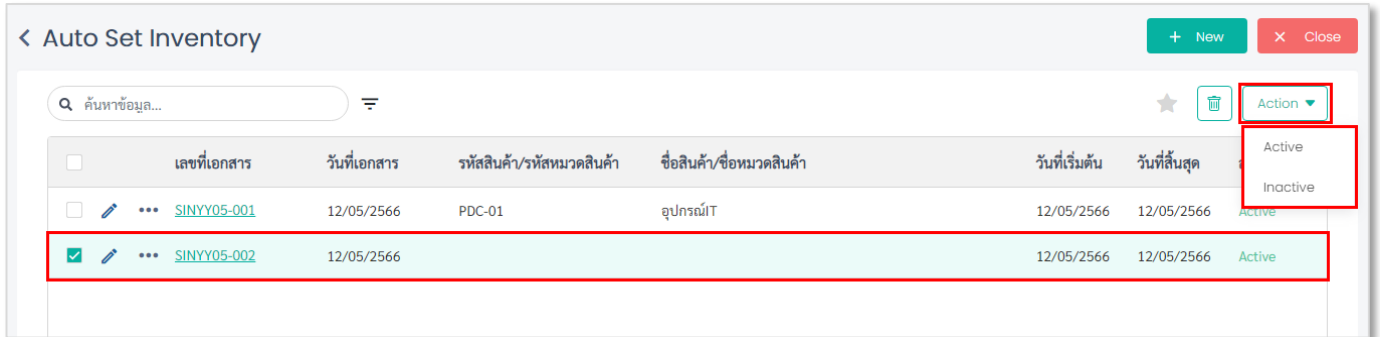 Auto Set Inventory
+ New
× Close
ค้นหาข้อมูล...
Action
Active
Inactive
เลขที่เอกสาร วันที่เอกสาร รหัสสินค้า/รหัสหมวดสินค้า ชื่อสินค้า/ชื่อหมวดสินค้า วันที่เริ่มต้น วันที่สิ้นสุด
SINYY05-001 12/05/2566 PDC-01 อุปกรณ์IT 12/05/2566 12/05/2566 Active
SINYY05-002 12/05/2566 12/05/2566 12/05/2566 Active